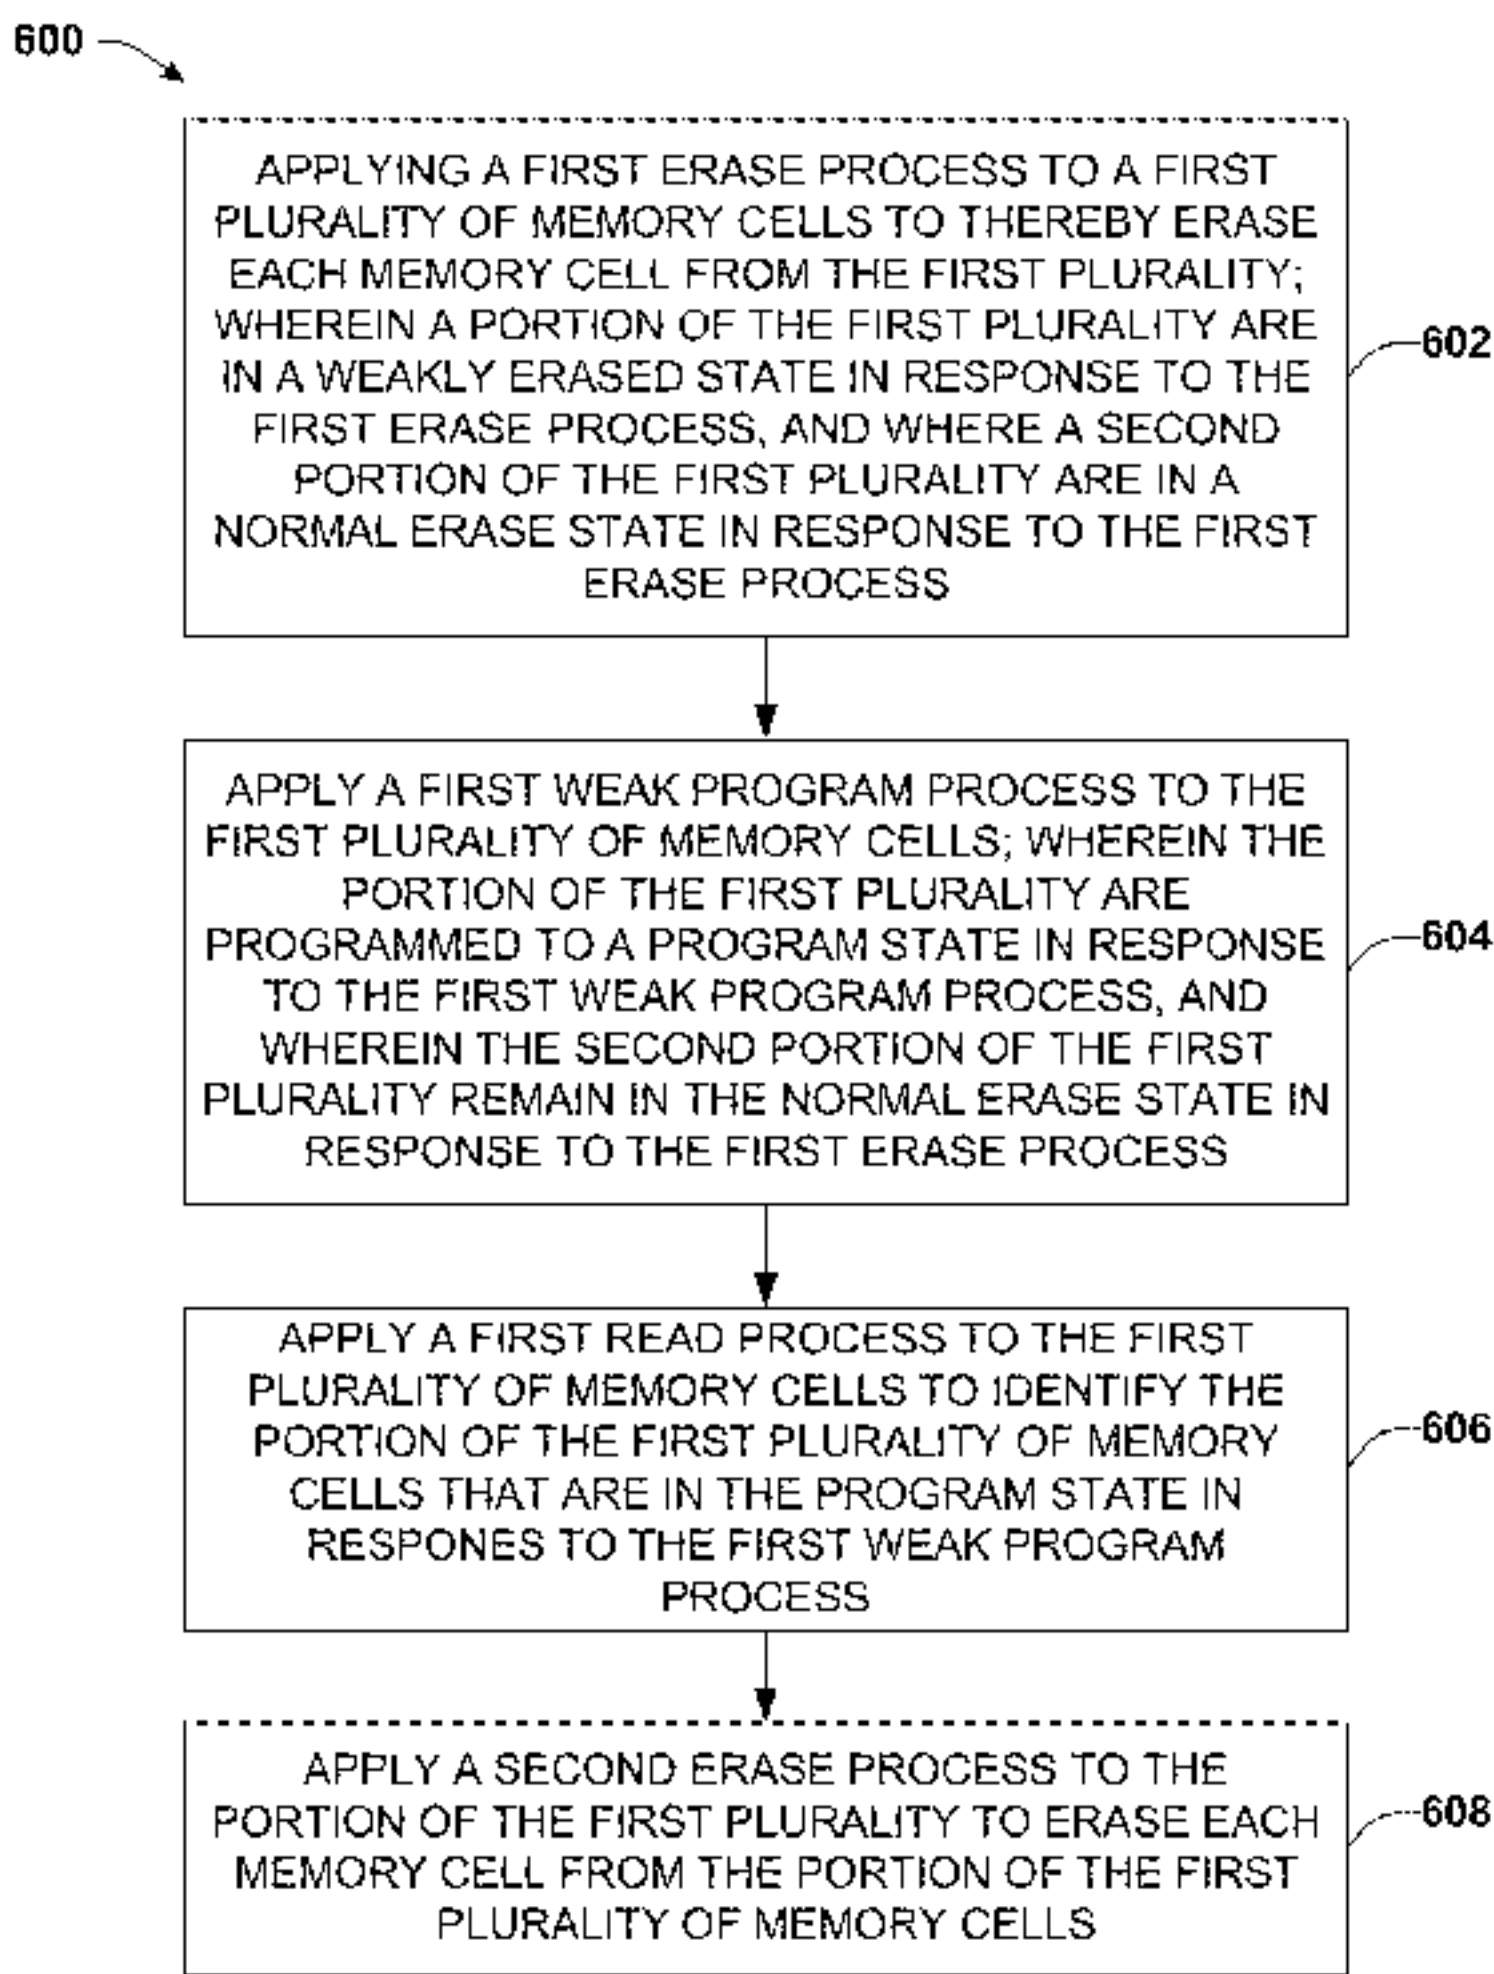 600
APPLYING A FIRST ERASE PROCESS TO A FIRST
PLURALITY OF MEMORY CELLS TO THEREBY ERASE
EACH MEMORY CELL FROM THE FIRST PLURALITY;
WHEREIN A PORTION OF THE FIRST PLURALITY ARE
IN A WEAKLY ERASED STATE IN RESPONSE TO THE
FIRST ERASE PROCESS, AND WHERE A SECOND
PORTION OF THE FIRST PLURALITY ARE IN A
NORMAL ERASE STATE IN RESPONSE TO THE FIRST
ERASE PROCESS
602
APPLY A FIRST WEAK PROGRAM PROCESS TO THE
FIRST PLURALITY OF MEMORY CELLS; WHEREIN THE
PORTION OF THE FIRST PLURALITY ARE
PROGRAMMED TO A PROGRAM STATE IN RESPONSE
TO THE FIRST WEAK PROGRAM PROCESS, AND
WHEREIN THE SECOND PORTION OF THE FIRST
PLURALITY REMAIN IN THE NORMAL ERASE STATE IN
RESPONSE TO THE FIRST ERASE PROCESS
604
APPLY A FIRST READ PROCESS TO THE FIRST
PLURALITY OF MEMORY CELLS TO IDENTIFY THE
PORTION OF THE FIRST PLURALITY OF MEMORY
CELLS THAT ARE IN THE PROGRAM STATE IN
RESPONES TO THE FIRST WEAK PROGRAM
PROCESS
606
APPLY A SECOND ERASE PROCESS TO THE
PORTION OF THE FIRST PLURALITY TO ERASE EACH
MEMORY CELL FROM THE PORTION OF THE FIRST
PLURALITY OF MEMORY CELLS
608